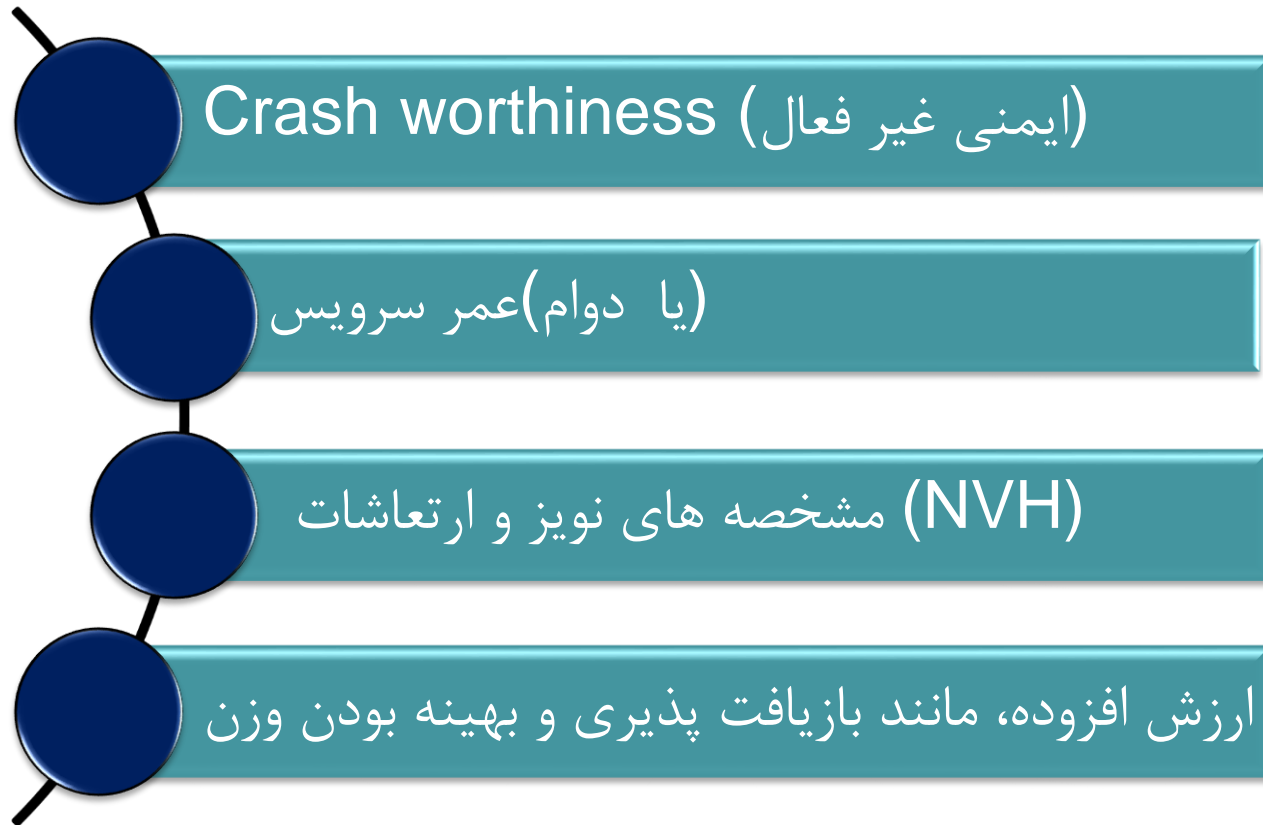 Crash worthiness (ایمنی غیر فعال)
عمر سرویس(یا دوام)
مشخصه های نویز و ارتعاشات (NVH)
ارزش افزوده، مانند بازیافت پذیری و بهینه بودن وزن